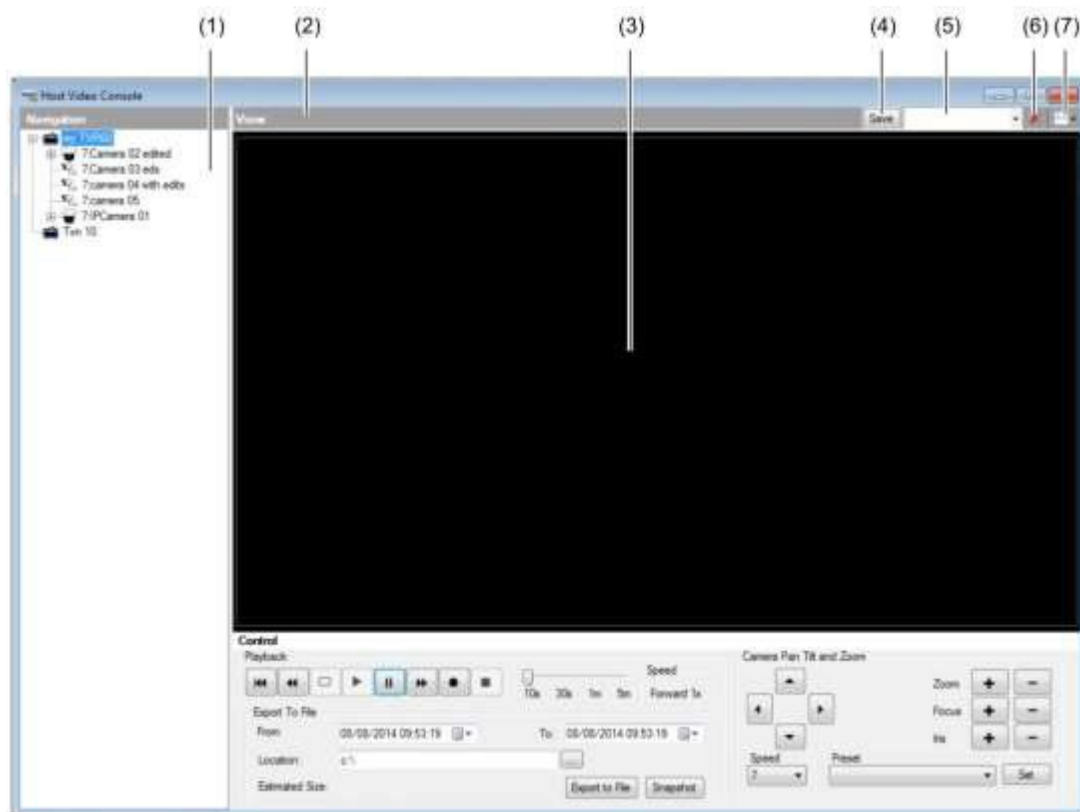 (1) (2) (3) (4) (5) (6) (7)
Host Video Console
Navigation View Save
7:Camera 02 edited
7:Camera 03 eds
7:camera 04 with edits
7:camera 05
7:IPCamera 01
Tvn 10
Control
Playback Camera Pan Tilt and Zoom
Speed
10s 30s 1m 5m Forward 1x
Zoom
Export To File
Focus
From: 08/08/2014 09:53:19 To: 08/08/2014 09:53:19
Iris
Location: c:\ ...
Speed Preset
Estimated Size: Export to File Snapshot
7 Set